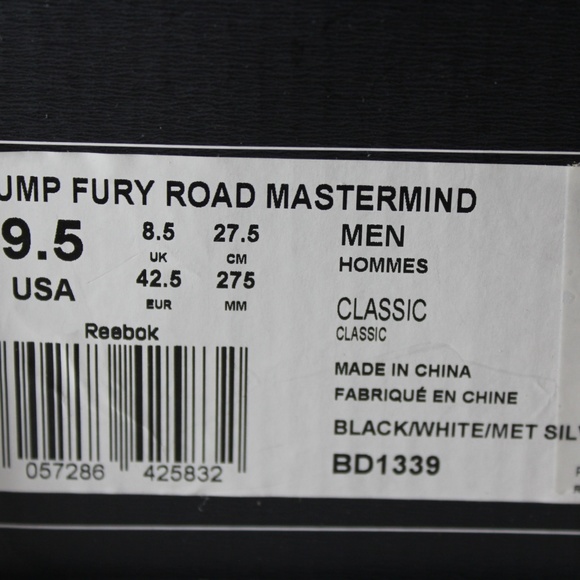 UMP FURY ROAD MASTERMIND
9.5 USA
8.5 UK 27.5 CM
42.5 EUR 275 MM
MEN
HOMMES
Reebok
CLASSIC
CLASSIC
MADE IN CHINA
FABRIQUÉ EN CHINE
BLACK/WHITE/MET SIL
BD1339
057286 425832